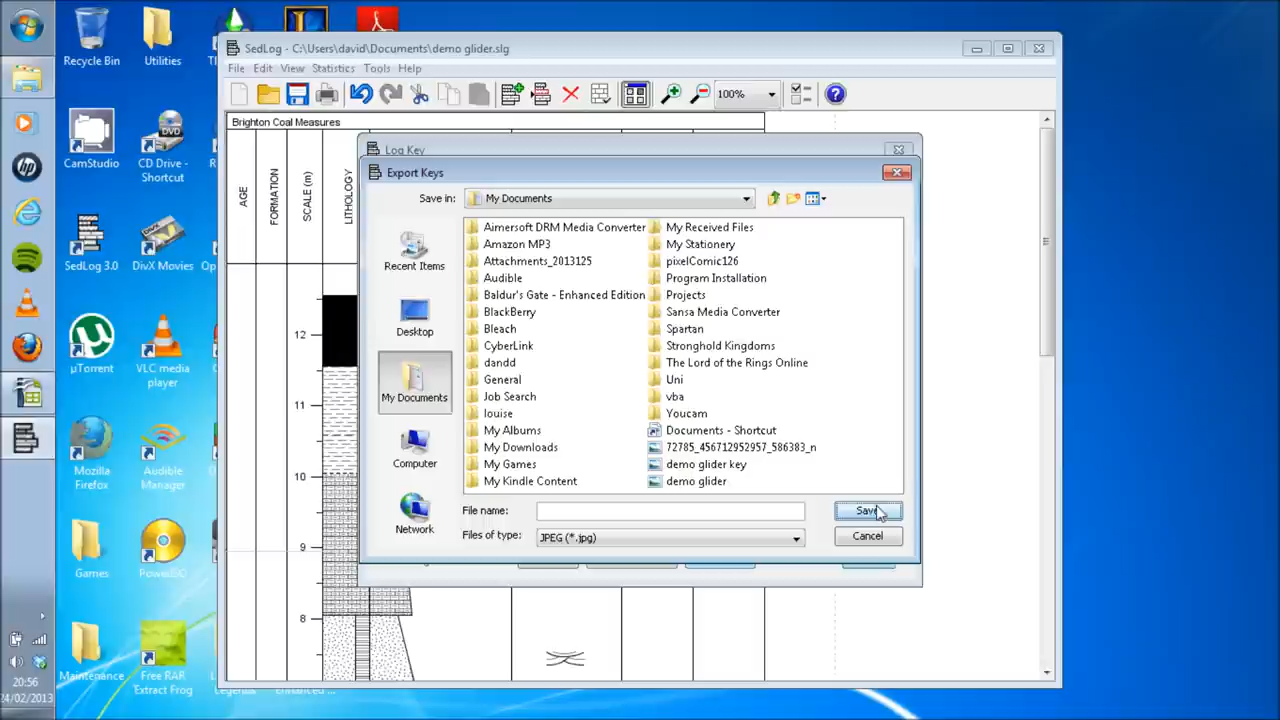 Recycle Bin
Utilities
SedLog - C:\Users\david\Documents\demo glider.slg
File Edit View Statistics Tools Help
100%
Brighton Coal Measures
AGE
FORMATION
SCALE (m)
LITHOLOGY
12
11
10
9
8
Log Key
Export Keys
Save in:
My Documents
Recent Items
Desktop
My Documents
Computer
Network
Aimersoft DRM Media Converter
Amazon MP3
Attachments_2013125
Audible
Baldur's Gate - Enhanced Edition
BlackBerry
Bleach
CyberLink
dandd
General
Job Search
louise
My Albums
My Downloads
My Games
My Kindle Content
My Received Files
My Stationery
pixelComic126
Program Installation
Projects
Sansa Media Converter
Spartan
Stronghold Kingdoms
The Lord of the Rings Online
Uni
vba
Youcam
Documents - Shortcut
demo glider key
demo glider
File name:
Save
Files of type:
JPEG (*.jpg)
Cancel
CamStudio
CD Drive -
Shortcut
SedLog 3.0
DivX Movies
µTorrent
VLC media
player
Mozilla
Firefox
Audible
Manager
Games
PowerISO
Maintenance
Free RAR
Extract Frog
20:56
24/02/2013